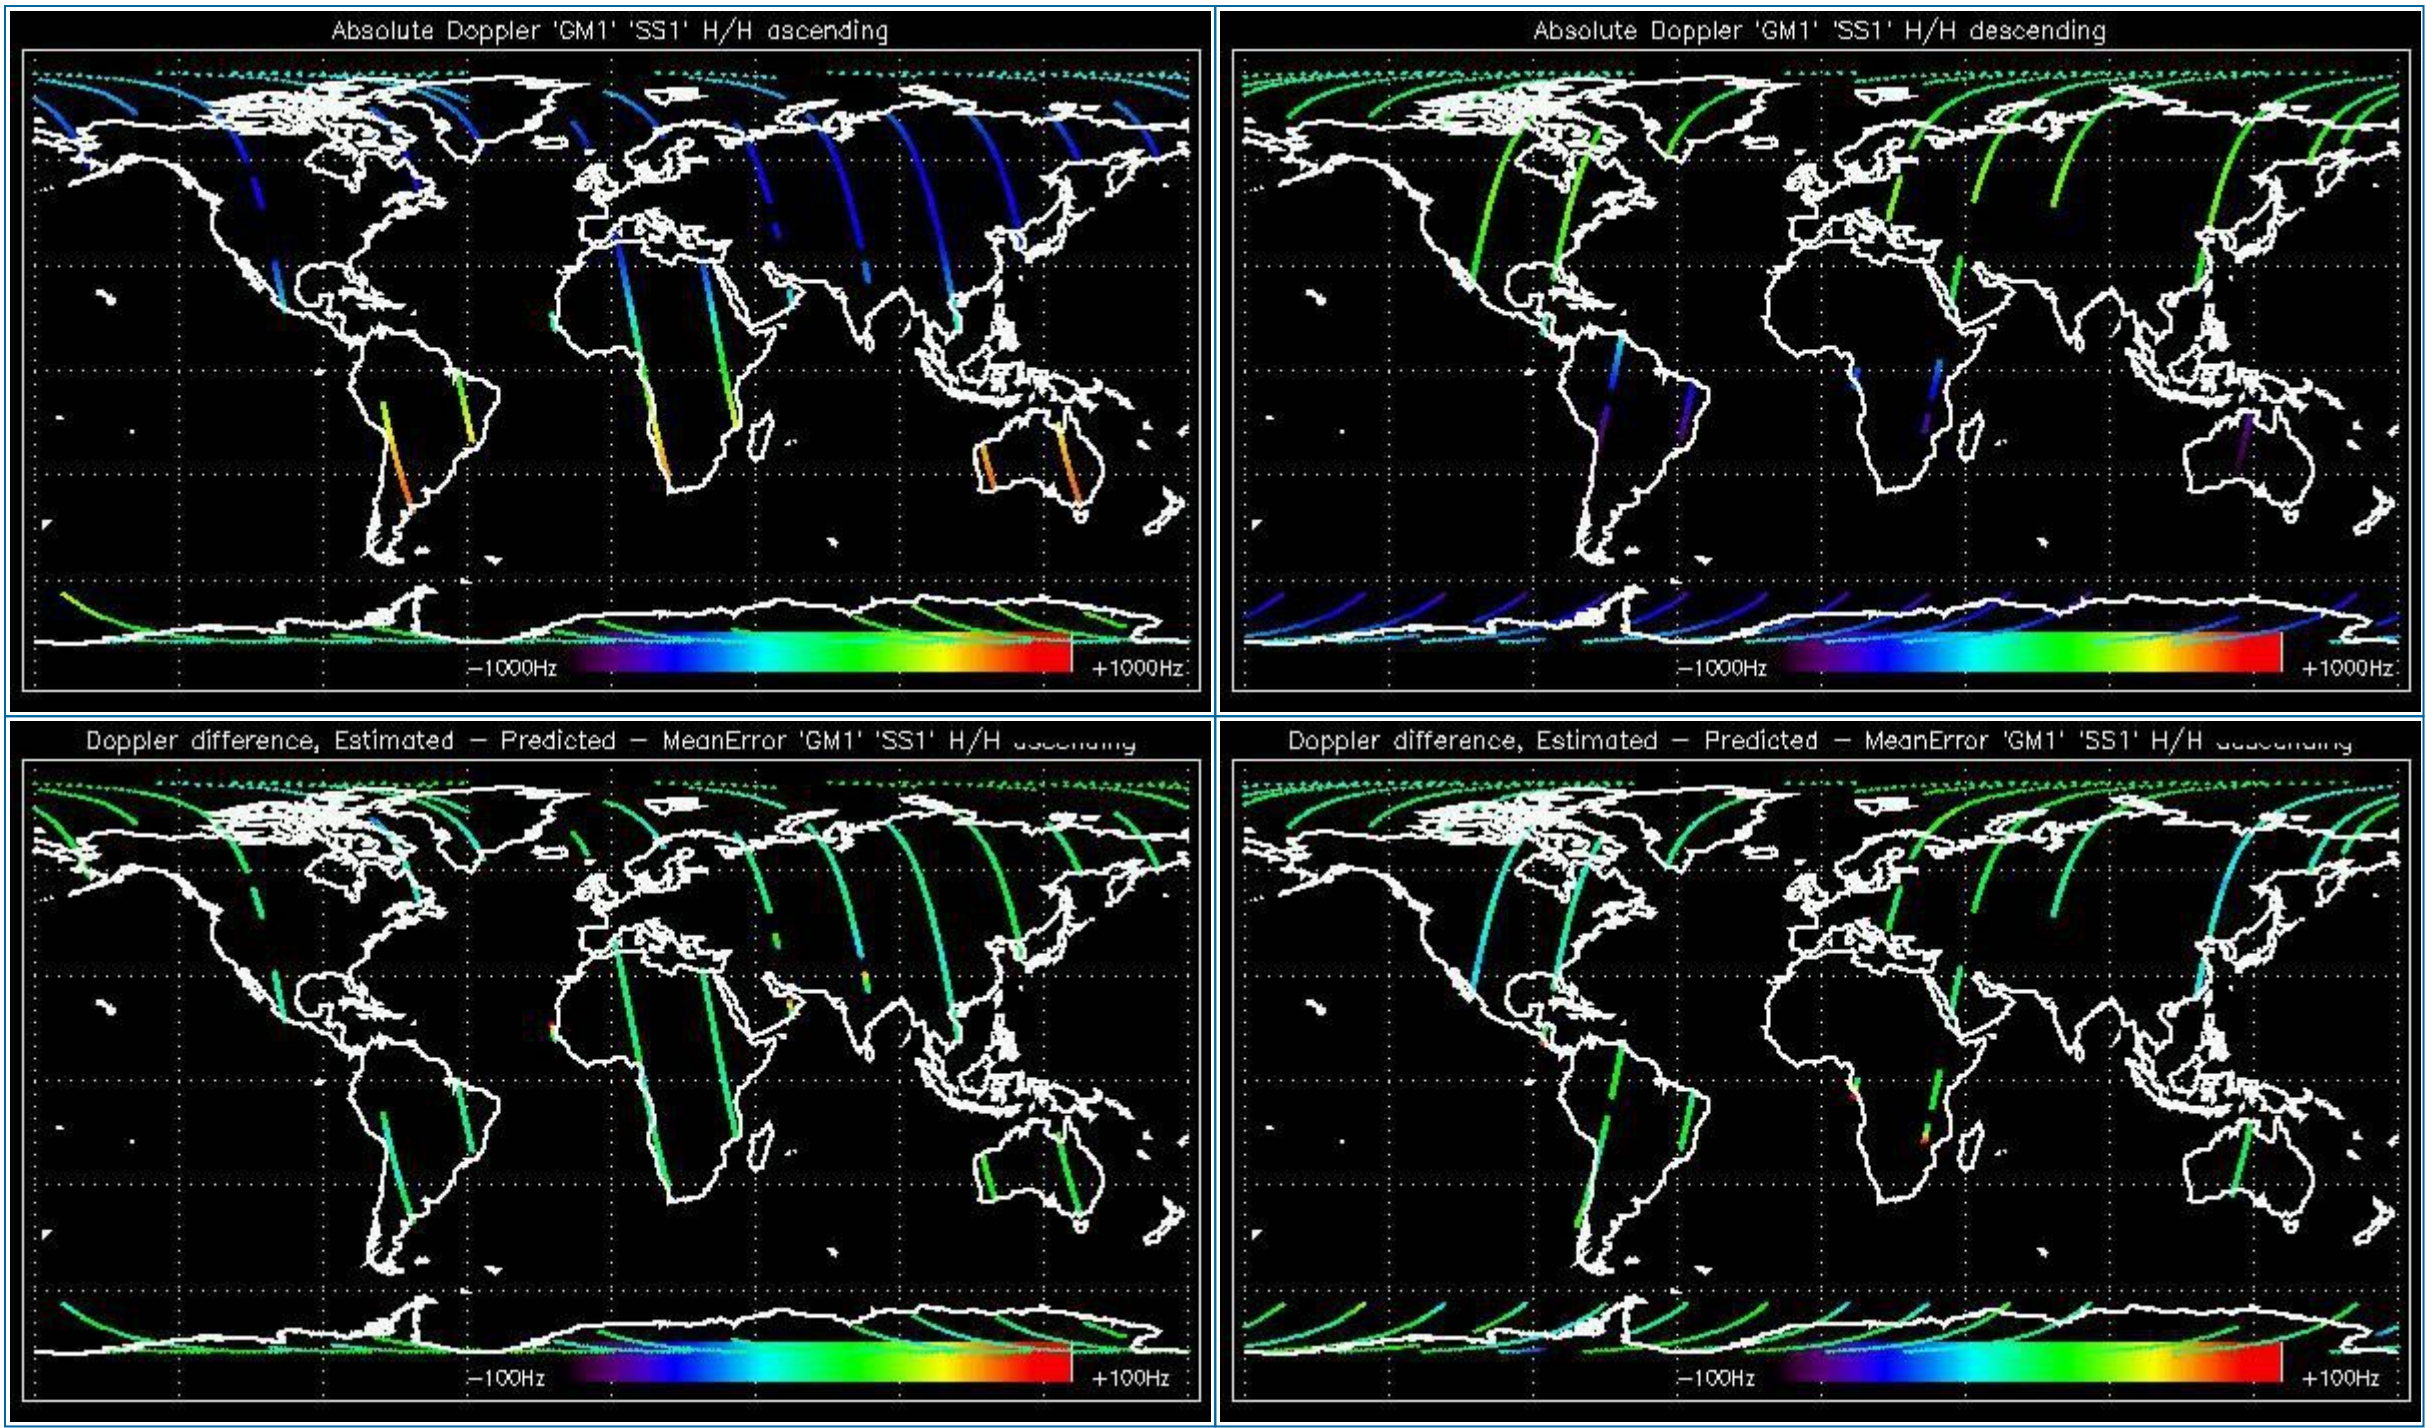 Absolute Doppler 'GM1' 'SS1' H/H ascending
−1000Hz
+1000Hz
Absolute Doppler 'GM1' 'SS1' H/H descending
−1000Hz
+1000Hz
Doppler difference, Estimated − Predicted − MeanError 'GM1' 'SS1' H/H
−100Hz
+100Hz
Doppler difference, Estimated − Predicted − MeanError 'GM1' 'SS1' H/H
−100Hz
+100Hz